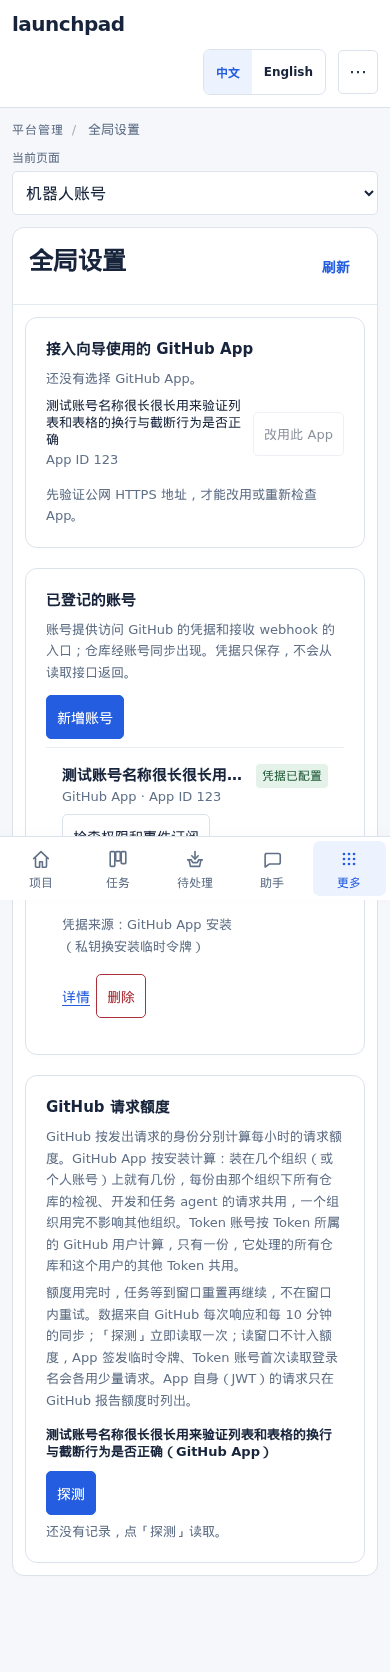 launchpad
中文 English ···
平台管理 / 全局设置
当前页面
机器人账号
全局设置
刷新
接入向导使用的 GitHub App
还没有选择 GitHub App。
测试账号名称很长很长用来验证列
表和表格的换行与截断行为是否正
确
App ID 123
改用此 App
先验证公网 HTTPS 地址，才能改用或重新检查
App。
已登记的账号
账号提供访问 GitHub 的凭据和接收 webhook 的
入口；仓库经账号同步出现。凭据只保存，不会从
读取接口返回。
新增账号
测试账号名称很长很长用... 凭据已配置
GitHub App · App ID 123
检查权限和事件订阅
项目 任务 待处理 助手 更多
凭据来源：GitHub App 安装
（私钥换安装临时令牌）
详情 删除
GitHub 请求额度
GitHub 按发出请求的身份分别计算每小时的请求额
度。GitHub App 按安装计算：装在几个组织（或
个人账号）上就有几份，每份由那个组织下所有仓
库的检视、开发和任务 agent 的请求共用，一个组
织用完不影响其他组织。Token 账号按 Token 所属
的 GitHub 用户计算，只有一份，它处理的所有仓
库和这个用户的其他 Token 共用。
额度用完时，任务等到窗口重置再继续，不在窗口
内重试。数据来自 GitHub 每次响应和每 10 分钟
的同步；「探测」立即读取一次；读窗口不计入额
度，App 签发临时令牌、Token 账号首次读取登录
名会各用少量请求。App 自身（JWT）的请求只在
GitHub 报告额度时列出。
测试账号名称很长很长用来验证列表和表格的换行
与截断行为是否正确（GitHub App）
探测
还没有记录，点「探测」读取。